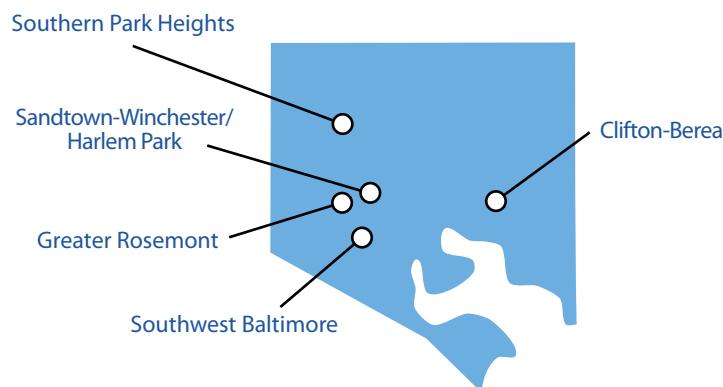 Southern Park Heights
Sandtown-Winchester/
Harlem Park
Clifton-Berea
Greater Rosemont
Southwest Baltimore